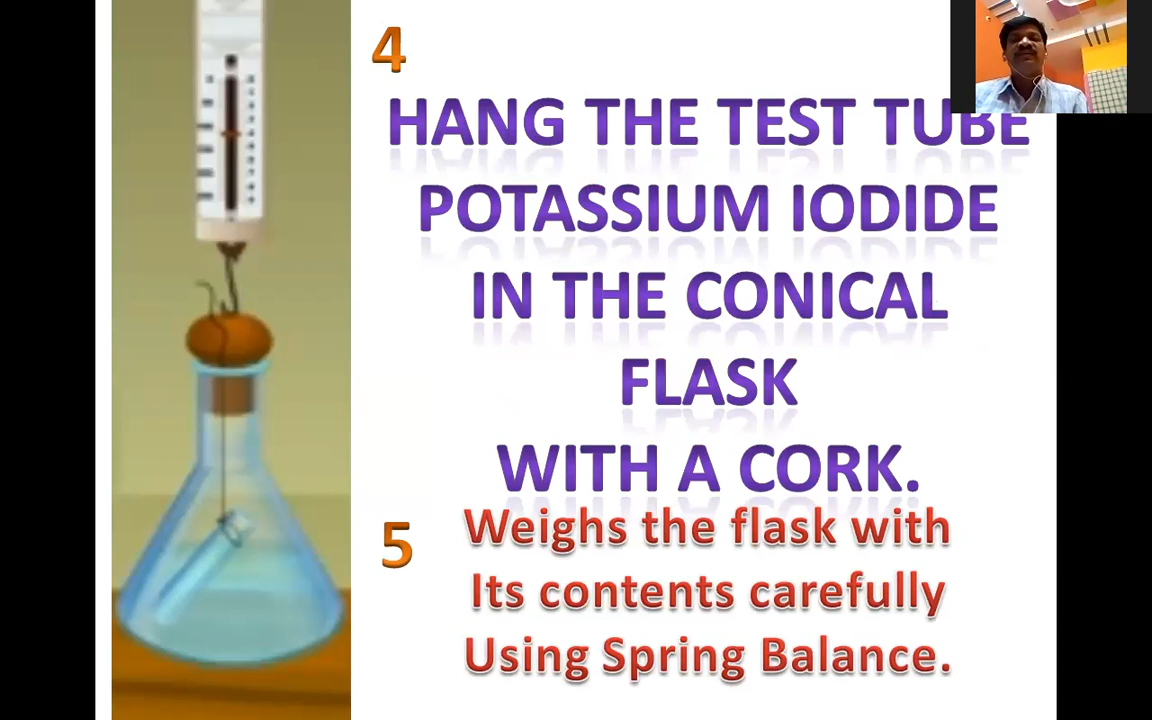 4
HANG THE TEST TUBE
POTASSIUM IODIDE
IN THE CONICAL
FLASK
WITH A CORK.
5
Weighs the flask with
Its contents carefully
Using Spring Balance.